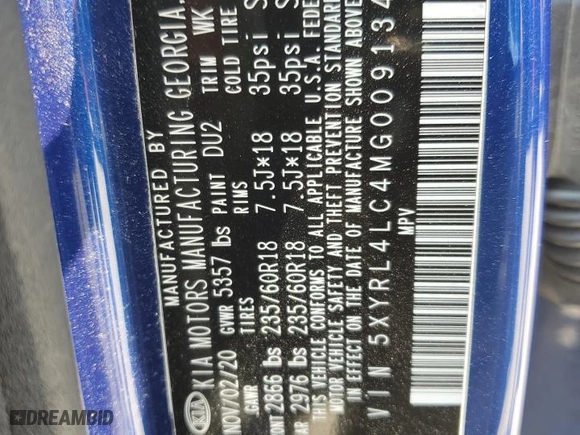 MANUFACTURED BY
KIA KIA MOTORS MANUFACTURING GEORGIA.
NOV/02/20 GVWR 5357 lbs PAINT DU2 TRIM WK
GAWR TIRES RIMS COLD TIRE
2866 lbs 235/60R18 7.5J*18 35psi
2976 lbs 235/60R18 7.5J*18 35psi
THIS VEHICLE CONFORMS TO ALL APPLICABLE U.S.A. FEDE
MOTOR VEHICLE SAFETY AND THEFT PREVENTION STANDAR
IN EFFECT ON THE DATE OF MANUFACTURE SHOWN ABOVE
VIN 5XYRL4LC4MG009134
MPV
DREAMBID